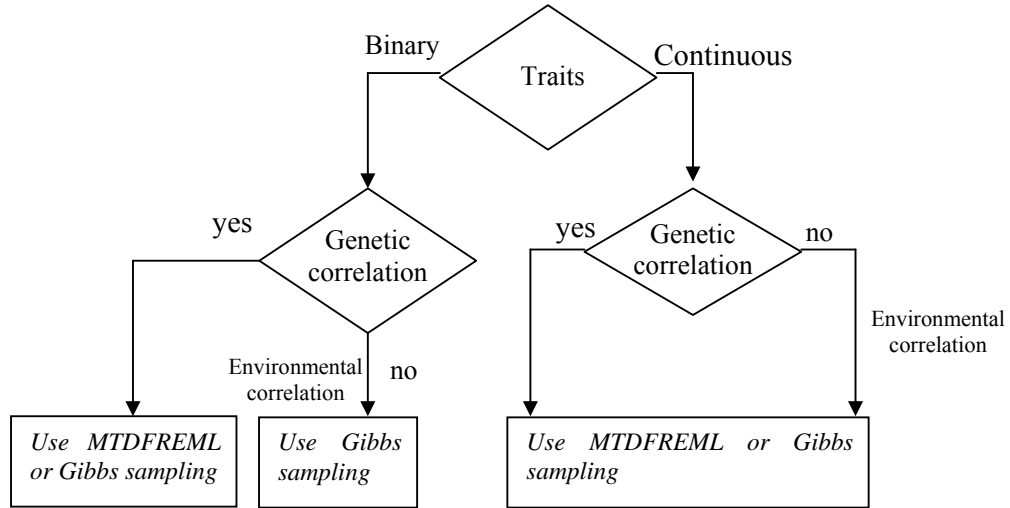 Binary
Traits
Continuous
yes
Genetic
correlation
yes
Genetic
correlation
no
Environmental
correlation
no
Environmental
correlation
Use MTDFREML
or Gibbs sampling
Use Gibbs
sampling
Use MTDFREML or Gibbs
sampling